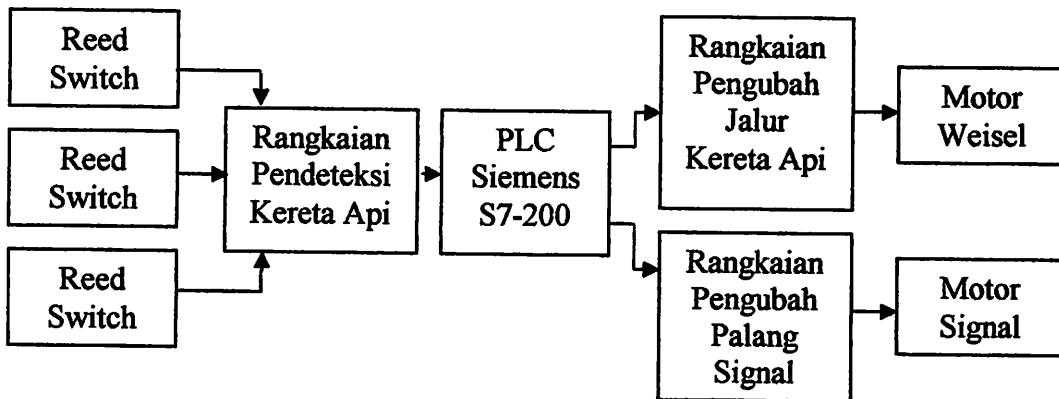 Reed
Switch
Reed
Switch
Reed
Switch
Rangkaian
Pendeteksi
Kereta Api
PLC
Siemens
S7-200
Rangkaian
Pengubah
Jalur
Kereta Api
Motor
Weisel
Rangkaian
Pengubah
Palang
Signal
Motor
Signal